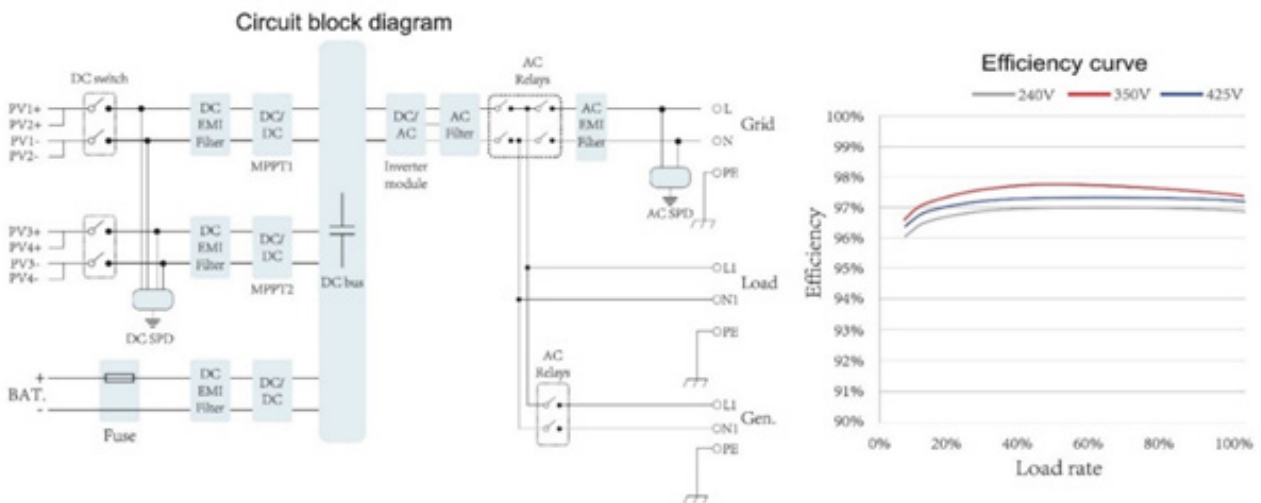 Circuit block diagram
DC switch
PV1+
PV2+
PV1-
PV2-
DC
EMI
Filter
DC/
DC
MPPT1
DC/
AC
Inverter
module
AC
Filter
AC
Relays
AC
EMI
Filter
L
Grid
N
PE
AC SPD
PV3+
PV4+
PV3-
PV4-
DC
EMI
Filter
DC/
DC
MPPT2
DC bus
DC SPD
L1
Load
N1
PE
BAT.
+
-
Fuse
DC
EMI
Filter
DC/
DC
AC
Relays
L1
Gen.
N1
PE
Efficiency curve
240V 350V 425V
100%
99%
98%
97%
96%
95%
94%
93%
92%
91%
90%
Efficiency
0% 20% 40% 60% 80% 100%
Load rate